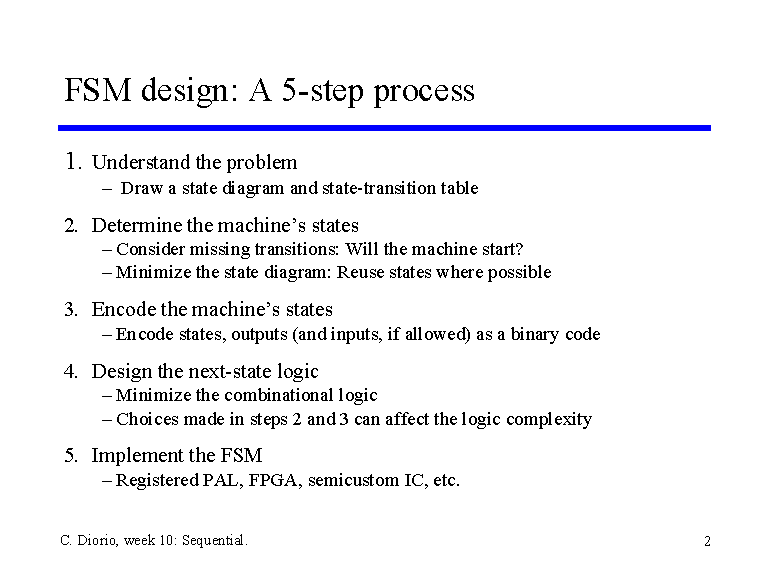 FSM design: A 5-step process
1. Understand the problem
– Draw a state diagram and state-transition table
2. Determine the machine’s states
– Consider missing transitions: Will the machine start?
– Minimize the state diagram: Reuse states where possible
3. Encode the machine’s states
– Encode states, outputs (and inputs, if allowed) as a binary code
4. Design the next-state logic
– Minimize the combinational logic
– Choices made in steps 2 and 3 can affect the logic complexity
5. Implement the FSM
– Registered PAL, FPGA, semicustom IC, etc.
C. Diorio, week 10: Sequential.
2